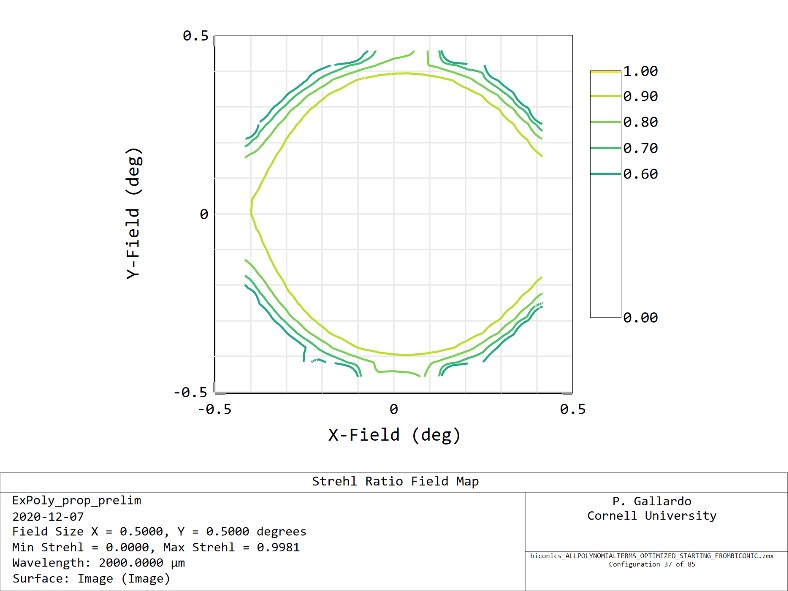 0.5
0
-0.5
Y-Field (deg)
-0.5
0
0.5
X-Field (deg)
1.00
0.90
0.80
0.70
0.60
0.00
Strehl Ratio Field Map
ExPoly_prop_prelim
2020-12-07
Field Size X = 0.5000, Y = 0.5000 degrees
Min Strehl = 0.0000, Max Strehl = 0.9981
Wavelength: 2000.0000 µm
Surface: Image (Image)
P. Gallardo
Cornell University
biconics_ALLPOLYNOMIALTERMS_OPTIMIZED_STARTING_FROMBICONIC.zmx
Configuration 37 of 85